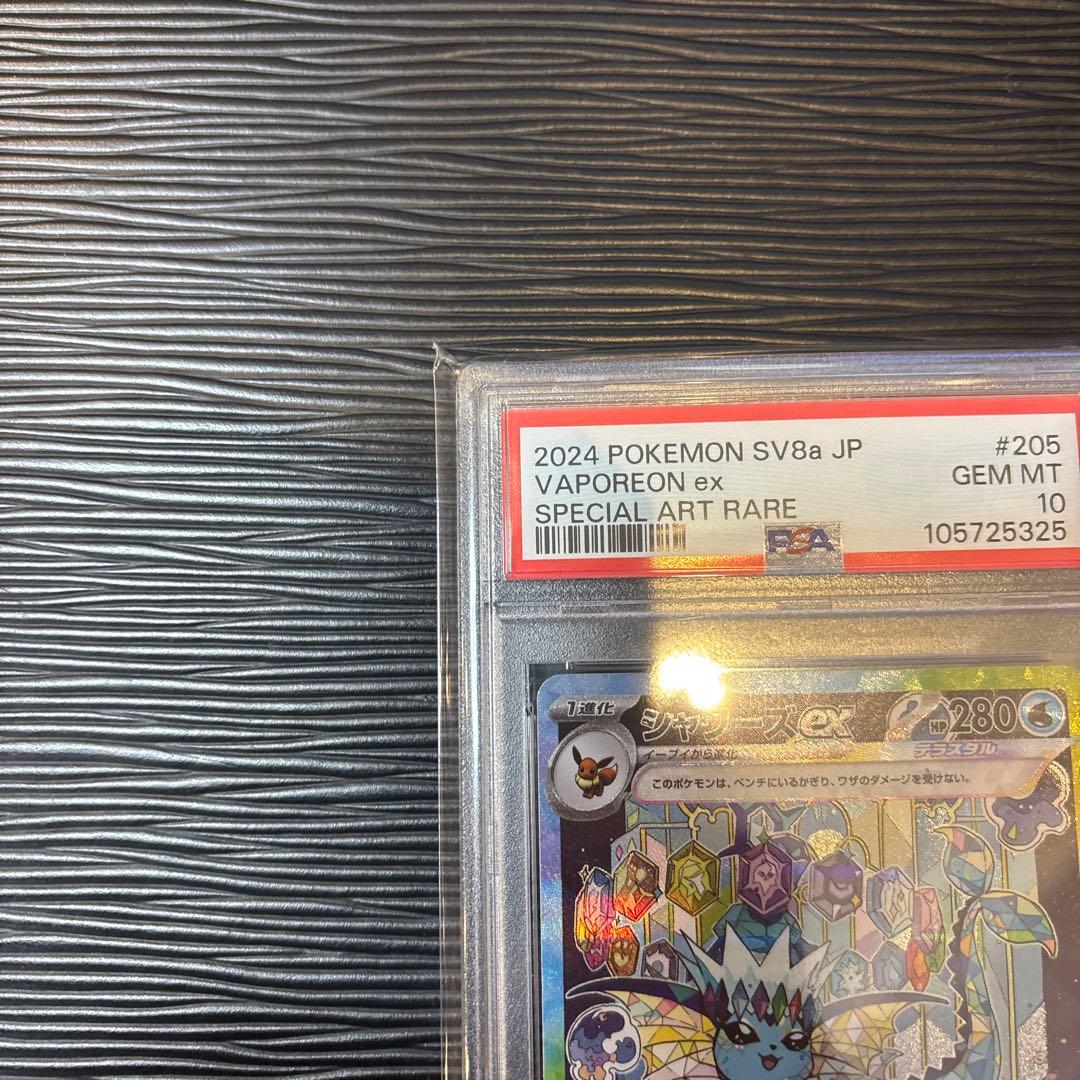 2024 POKEMON SV8a JP #205
VAPOREON ex GEM MT
SPECIAL ART RARE 10
PSA 105725325
1進化 シャワーズex HP280
イーブイから進化 テラスタル
このポケモンは、ベンチにいるかぎり、ワザのダメージを受けない。